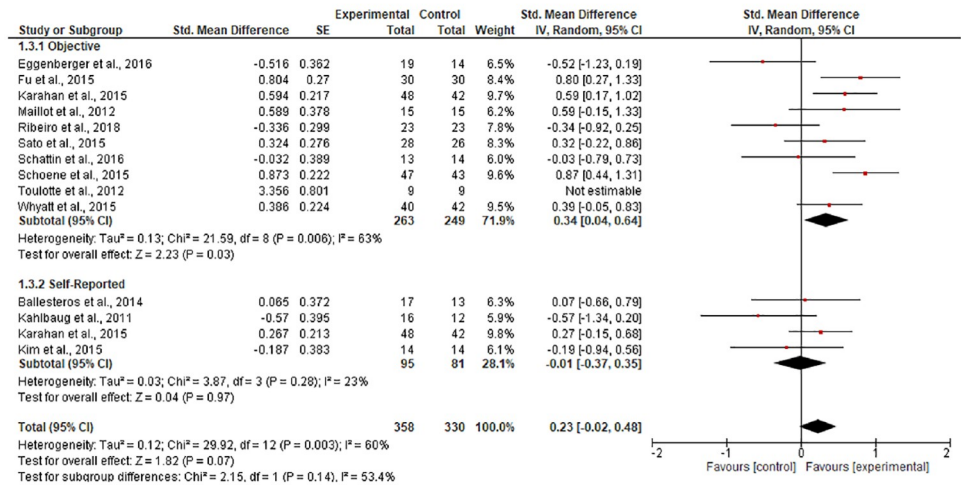 Experimental Control Std. Mean Difference Std. Mean Difference
Study or Subgroup Std. Mean Difference SE Total Total Weight IV, Random, 95% CI IV, Random, 95% CI
1.3.1 Objective
Eggenberger et al., 2016 -0.516 0.362 19 14 6.5% -0.52 [-1.23, 0.19]
Fu et al., 2015 0.804 0.27 30 30 8.4% 0.80 [0.27, 1.33]
Karahan et al., 2015 0.594 0.217 48 42 9.7% 0.59 [0.17, 1.02]
Maillot et al., 2012 0.589 0.378 15 15 6.2% 0.59 [-0.15, 1.33]
Ribeiro et al., 2018 -0.336 0.299 23 23 7.8% -0.34 [-0.92, 0.25]
Sato et al., 2015 0.324 0.276 28 26 8.3% 0.32 [-0.22, 0.86]
Schattin et al., 2016 -0.032 0.389 13 14 6.0% -0.03 [-0.79, 0.73]
Schoene et al., 2015 0.873 0.222 47 43 9.6% 0.87 [0.44, 1.31]
Toulotte et al., 2012 3.356 0.801 9 9 Not estimable
Whyatt et al., 2015 0.386 0.224 40 42 9.5% 0.39 [-0.05, 0.83]
Subtotal (95% CI) 263 249 71.9% 0.34 [0.04, 0.64]
Heterogeneity: Tau² = 0.13; Chi² = 21.59, df = 8 (P = 0.006); I² = 63%
Test for overall effect: Z = 2.23 (P = 0.03)
1.3.2 Self-Reported
Ballesteros et al., 2014 0.065 0.372 17 13 6.3% 0.07 [-0.66, 0.79]
Kahlbaug et al., 2011 -0.57 0.395 16 12 5.9% -0.57 [-1.34, 0.20]
Karahan et al., 2015 0.267 0.213 48 42 9.8% 0.27 [-0.15, 0.68]
Kim et al., 2015 -0.187 0.383 14 14 6.1% -0.19 [-0.94, 0.56]
Subtotal (95% CI) 95 81 28.1% -0.01 [-0.37, 0.35]
Heterogeneity: Tau² = 0.03; Chi² = 3.87, df = 3 (P = 0.28); I² = 23%
Test for overall effect: Z = 0.04 (P = 0.97)
Total (95% CI) 358 330 100.0% 0.23 [-0.02, 0.48]
Heterogeneity: Tau² = 0.12; Chi² = 29.92, df = 12 (P = 0.003); I² = 60%
Test for overall effect: Z = 1.82 (P = 0.07)
Test for subgroup differences: Chi² = 2.15, df = 1 (P = 0.14), I² = 53.4%
-2 -1 0 1 2
Favours [control] Favours [experimental]